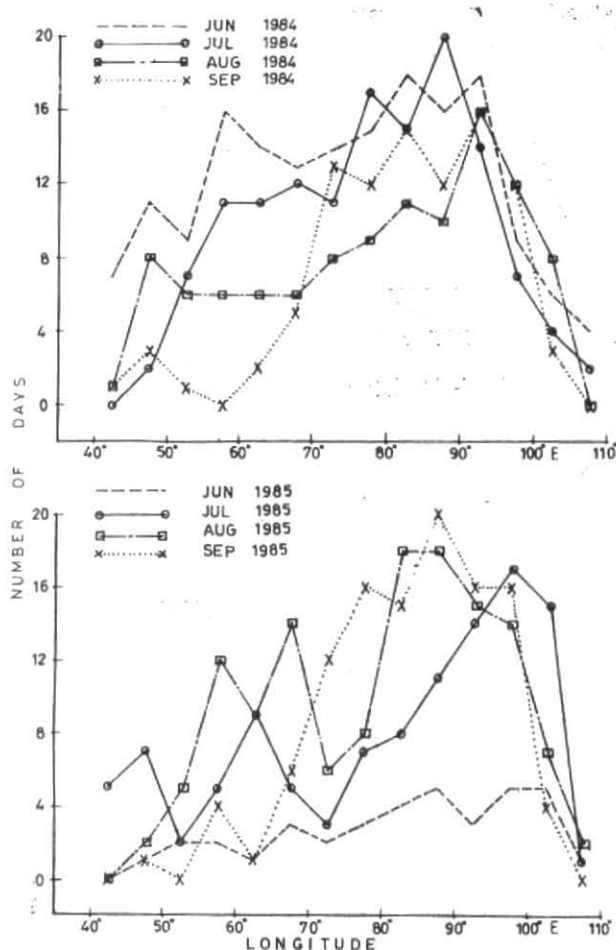 JUN 1984
JUL 1984
AUG 1984
SEP 1984
20
16
12
8
4
0
40° 50° 60° 70° 80° 90° 100° E 110°
NUMBER OF DAYS
JUN 1985
JUL 1985
AUG 1985
SEP 1985
20
16
12
8
4
0
40° 50° 60° 70° 80° 90° 100° E 110°
LONGITUDE